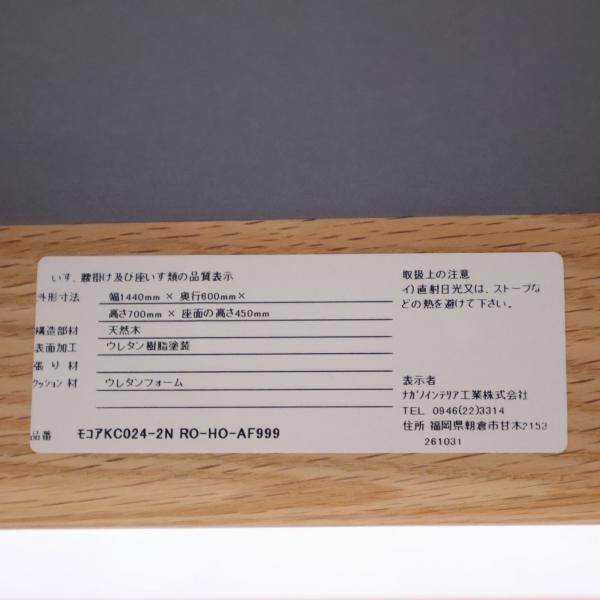 いす、腰掛け及び座いす類の品質表示
外形寸法 幅1440mm × 奥行600mm×
高さ700mm × 座面の高さ450mm
構造部材 天然木
表面加工 ウレタン樹脂塗装
張り材
クッション材 ウレタンフォーム
品番 モコアKC024-2N RO-HO-AF999
取扱上の注意
イ)直射日光又は、ストーブな
どの熱を避けて下さい。
表示者
ナガノインテリア工業株式会社
TEL 0946(22)3314
住所 福岡県朝倉市甘木2153
261031